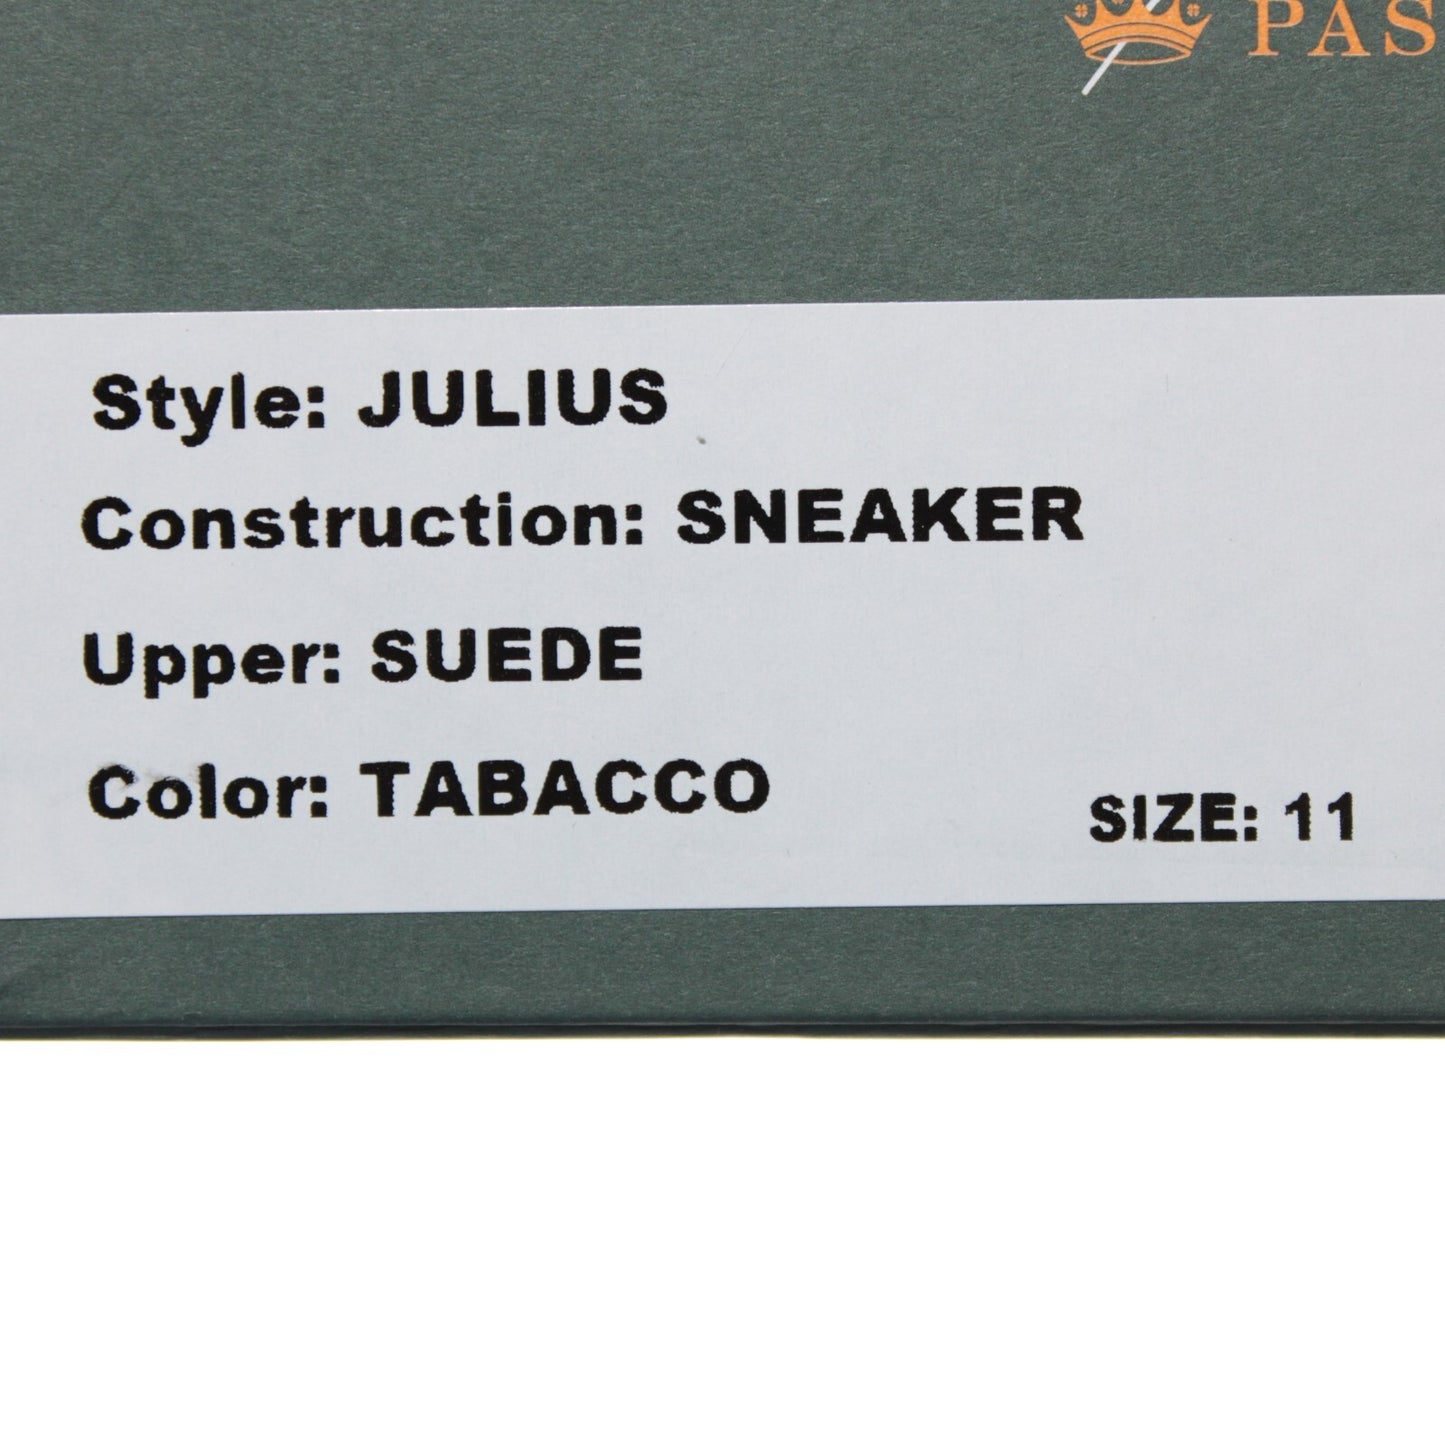 PAS
Style: JULIUS
Construction: SNEAKER
Upper: SUEDE
Color: TABACCO
SIZE: 11